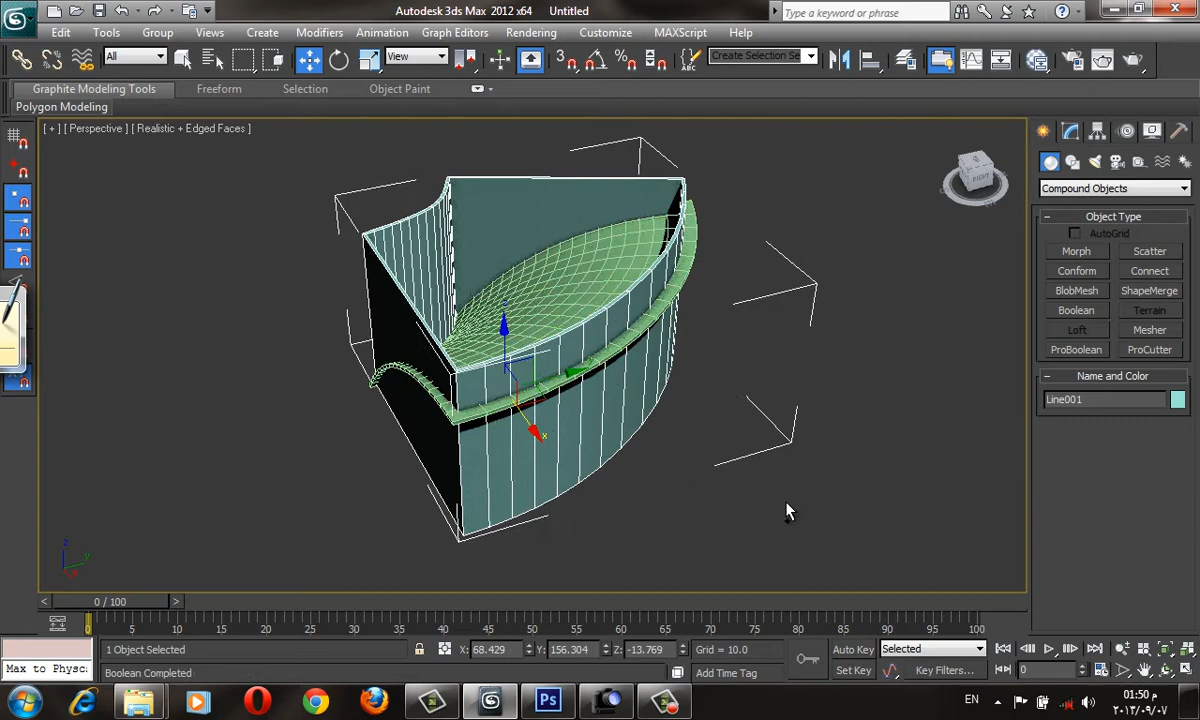 Autodesk 3ds Max 2012 x64 Untitled
Type a keyword or phrase
Edit Tools Group Views Create Modifiers Animation Graph Editors Rendering Customize MAXScript Help
All View Create Selection Se
Graphite Modeling Tools Freeform Selection Object Paint
Polygon Modeling
[ + ] [ Perspective ] [ Realistic + Edged Faces ]
RIGHT
Compound Objects
Object Type
AutoGrid
Morph Scatter
Conform Connect
BlobMesh ShapeMerge
Boolean Terrain
Loft Mesher
ProBoolean ProCutter
Name and Color
Line001
x
z
y
x
0 / 100
0 5 10 15 20 25 30 35 40 45 50 55 60 65 70 75 80 85 90 95 100
1 Object Selected X: 68.429 Y: 156.304 Z: -13.769 Grid = 10.0 Auto Key Selected
Max to Physc Boolean Completed Add Time Tag Set Key Key Filters... 0
Ps
EN
01:50 م
٢٠١٣/٠٩/٠٧